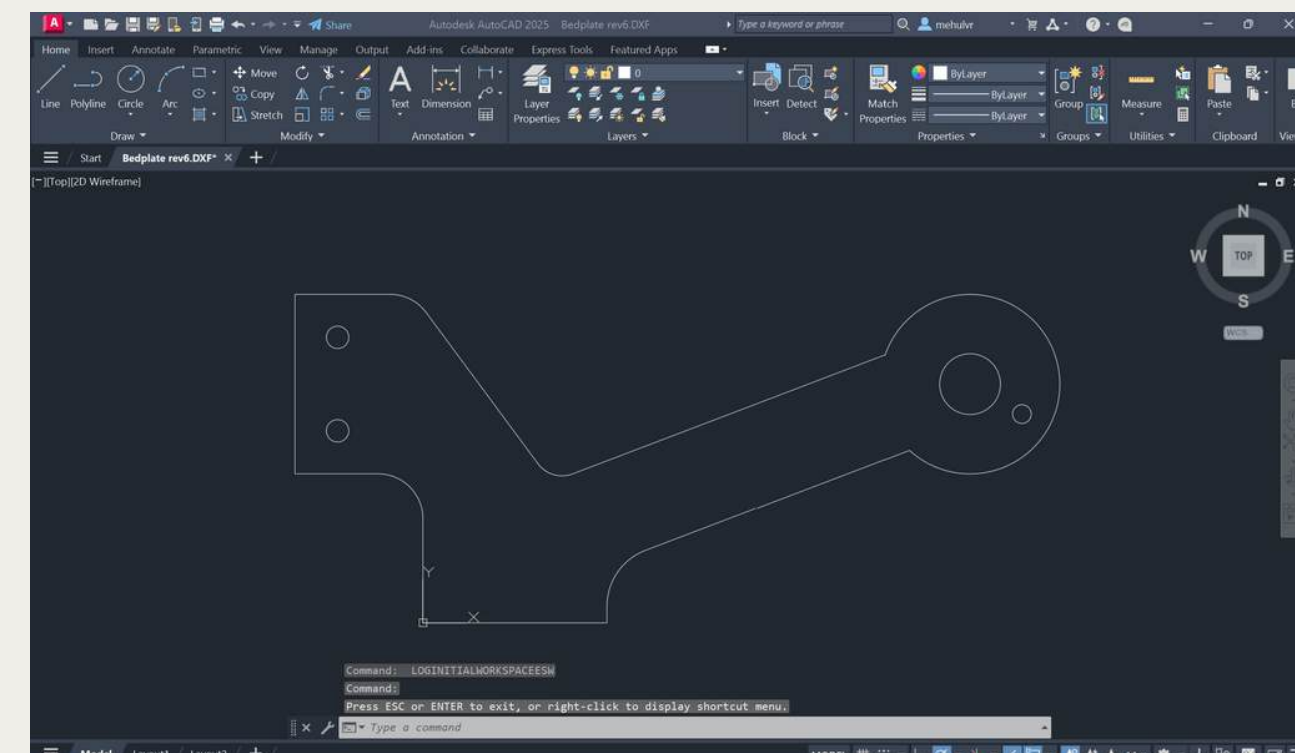 A Share Autodesk AutoCAD 2025 Bedplate rev6.DXF Type a keyword or phrase mehulvr
Home Insert Annotate Parametric View Manage Output Add-ins Collaborate Express Tools Featured Apps
Line Polyline Circle Arc
Move
Copy
Stretch
Text Dimension
Layer
Properties
0
Insert Detect
Match
Properties
ByLayer
ByLayer
ByLayer
Group Measure Paste
Draw Modify Annotation Layers Block Properties Groups Utilities Clipboard
Start Bedplate rev6.DXF* × +
[−][Top][2D Wireframe]
N
W TOP E
S
WCS
Y
X
Command: LOGINITIALWORKSPACEESW
Command:
Press ESC or ENTER to exit, or right-click to display shortcut menu.
Type a command
Model Layout1 Layout2 + MODEL